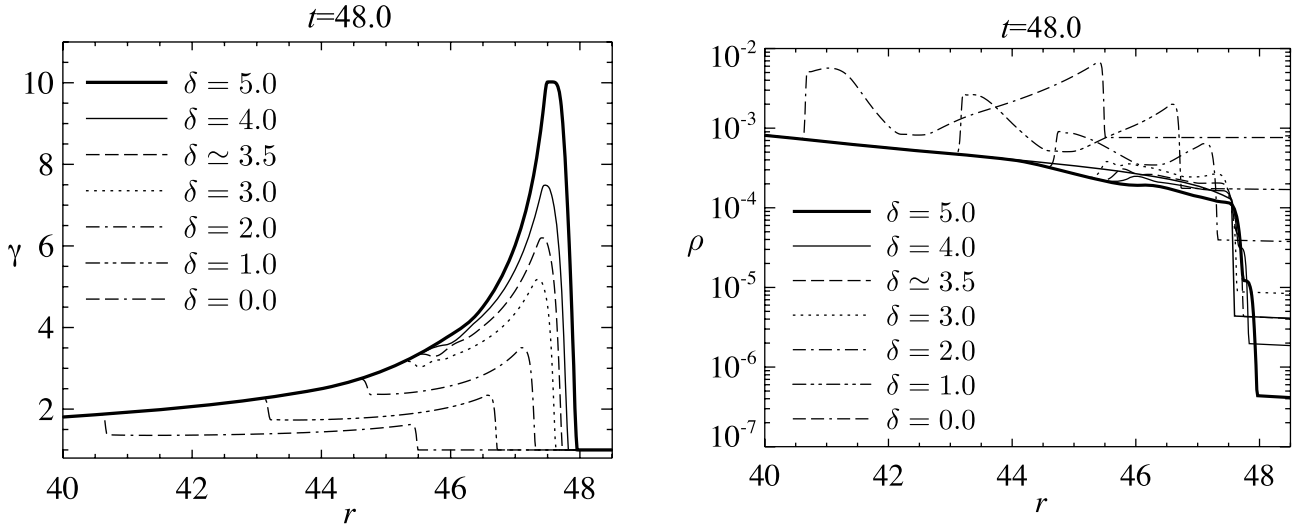 t=48.0
γ
10
8
6
4
2
δ = 5.0
δ = 4.0
δ ≃ 3.5
δ = 3.0
δ = 2.0
δ = 1.0
δ = 0.0
40 42 44 46 48
r
t=48.0
ρ
10⁻²
10⁻³
10⁻⁴
10⁻⁵
10⁻⁶
10⁻⁷
δ = 5.0
δ = 4.0
δ ≃ 3.5
δ = 3.0
δ = 2.0
δ = 1.0
δ = 0.0
40 42 44 46 48
r